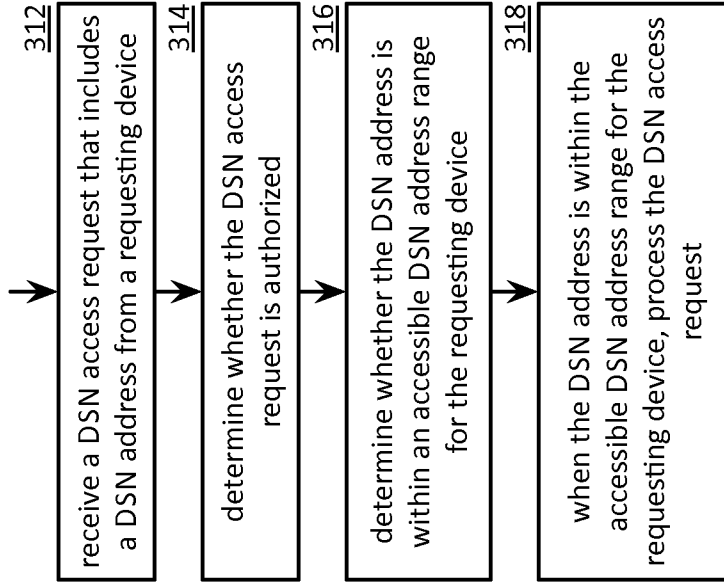 312
receive a DSN access request that includes
a DSN address from a requesting device
314
determine whether the DSN access
request is authorized
316
determine whether the DSN address is
within an accessible DSN address range
for the requesting device
318
when the DSN address is within the
accessible DSN address range for the
requesting device, process the DSN access
request